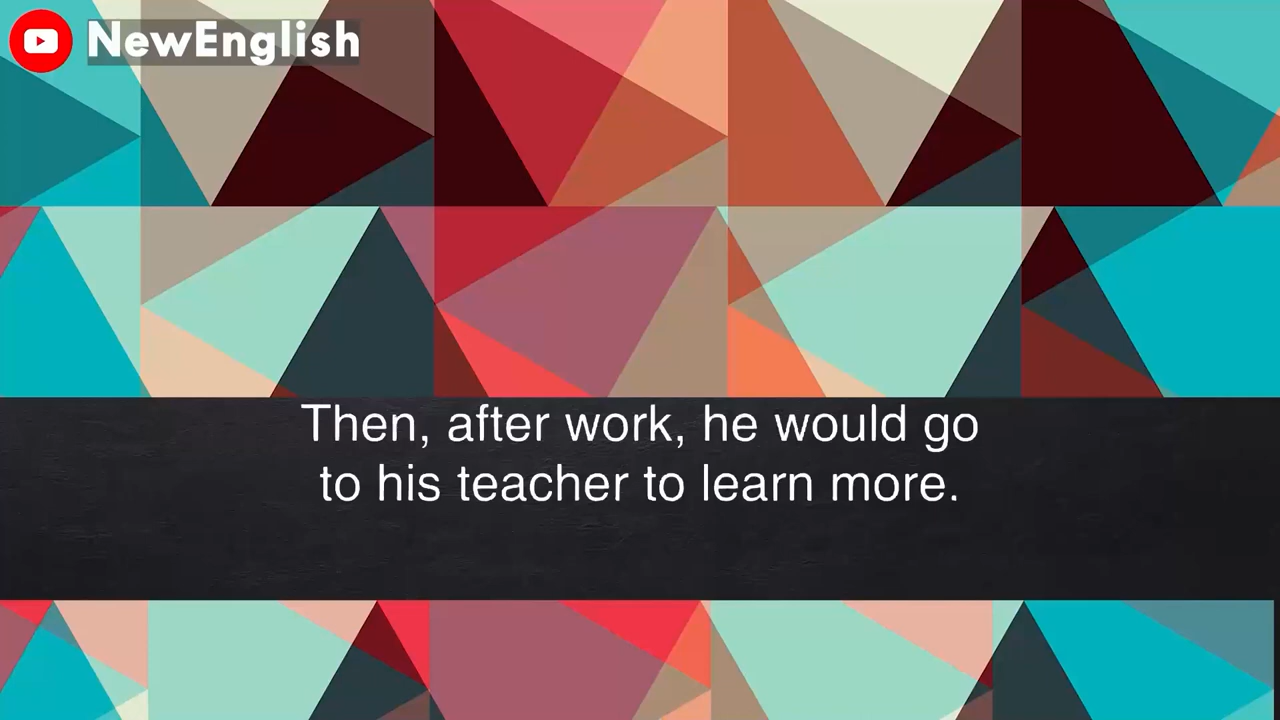 NewEnglish
Then, after work, he would go
to his teacher to learn more.